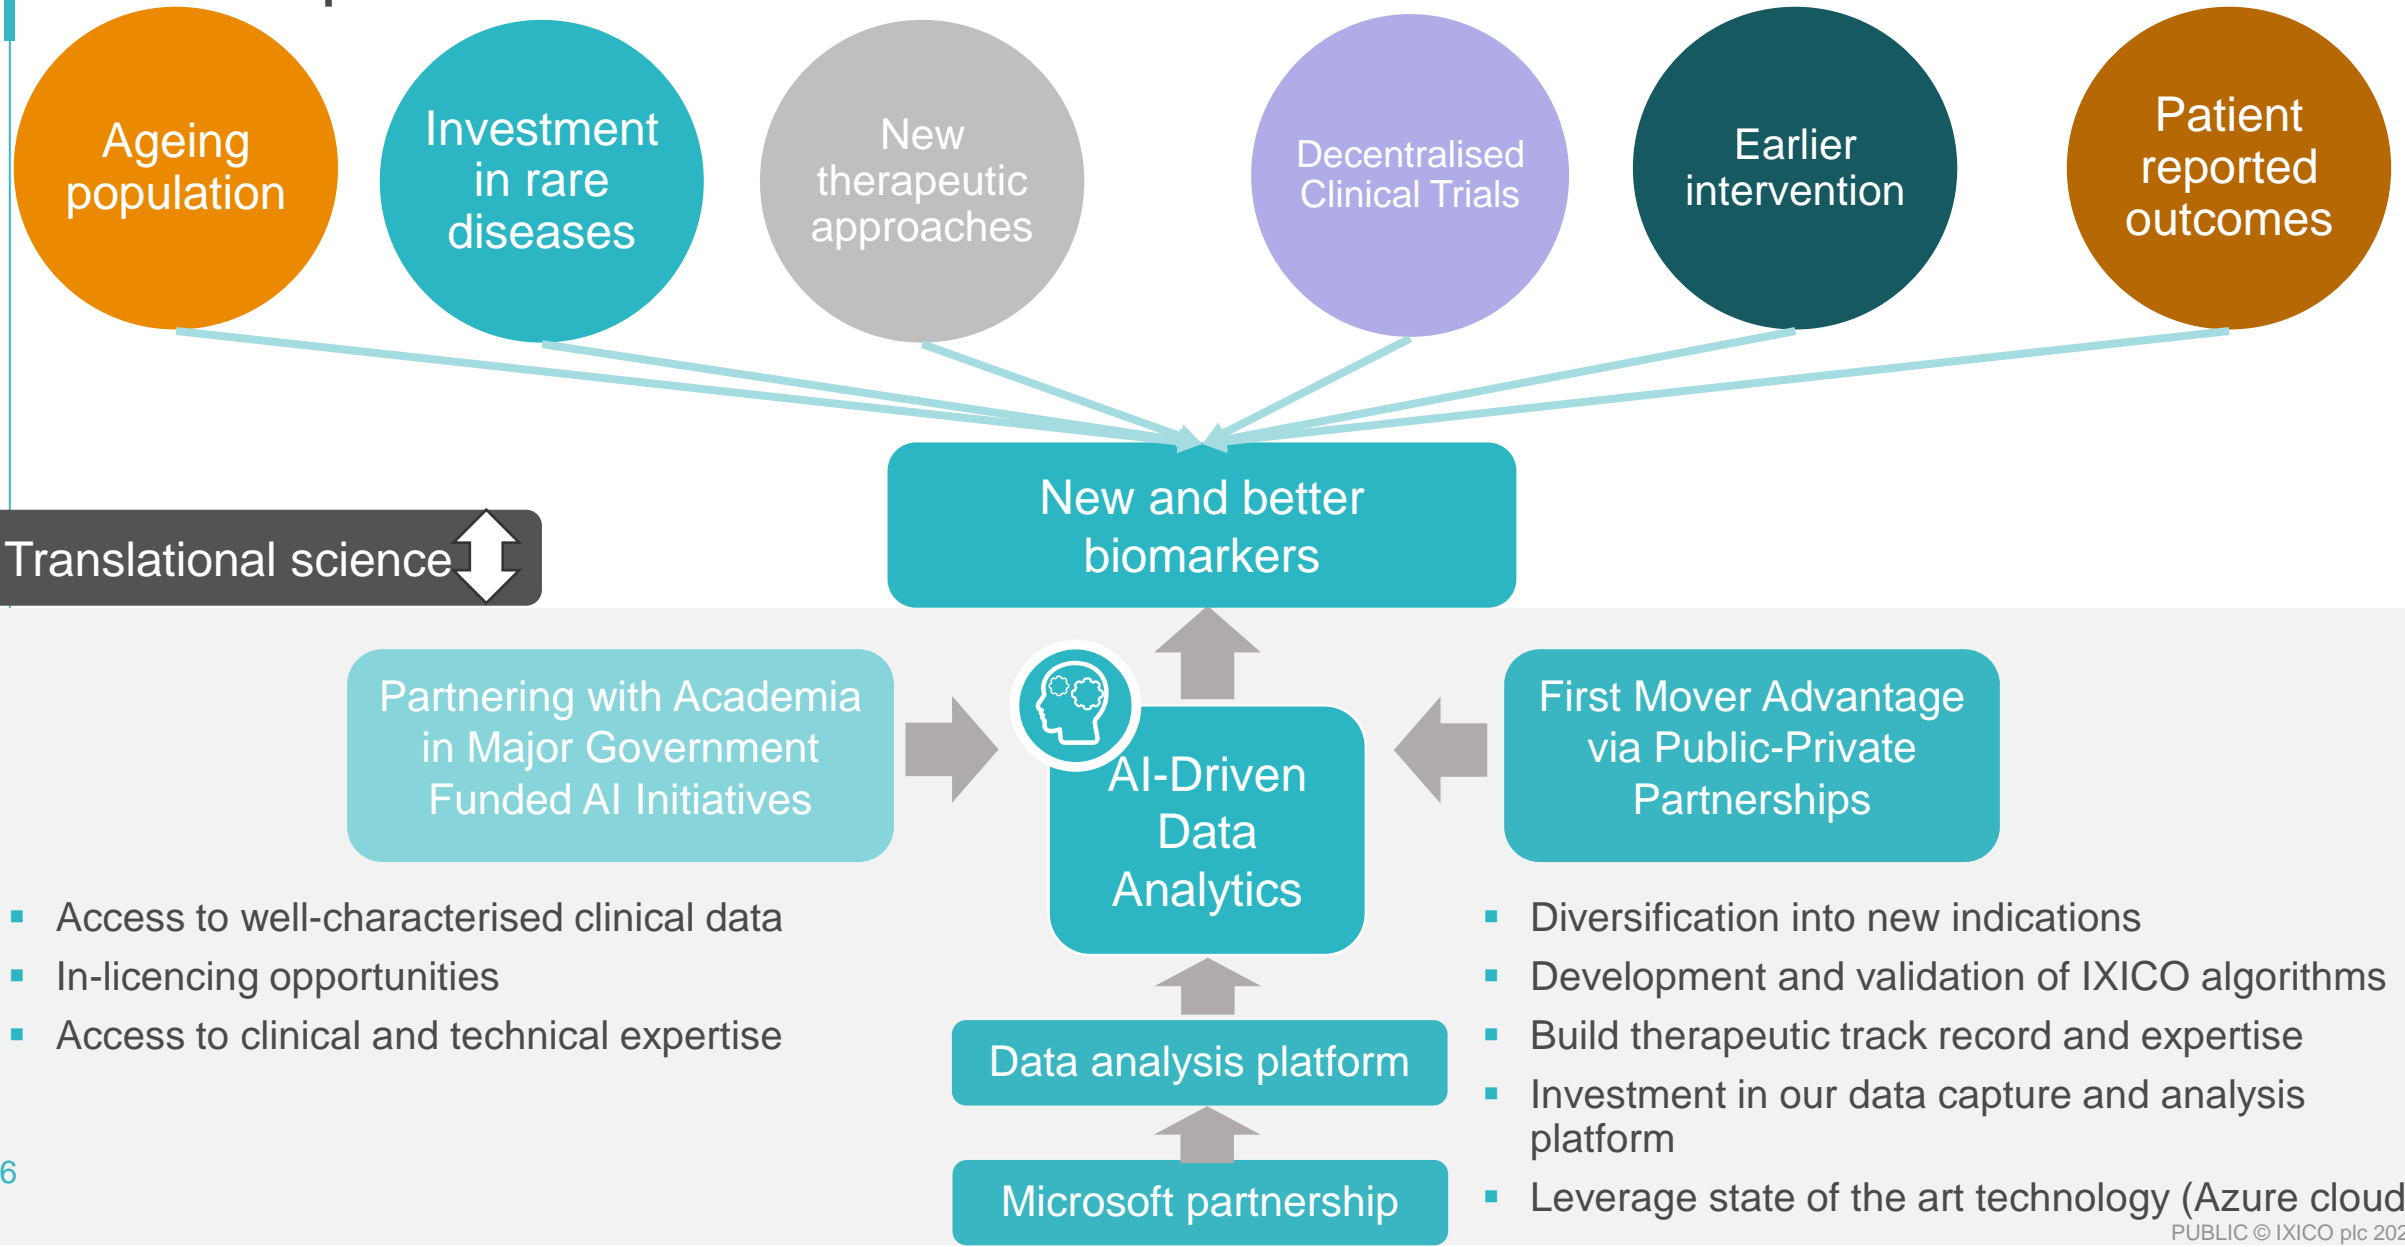 Ageing
population
Investment
in rare
diseases
New
therapeutic
approaches
Decentralised
Clinical Trials
Earlier
intervention
Patient
reported
outcomes
New and better
biomarkers
Translational science
Partnering with Academia
in Major Government
Funded AI Initiatives
AI-Driven
Data
Analytics
First Mover Advantage
via Public-Private
Partnerships
▪ Access to well-characterised clinical data
▪ In-licencing opportunities
▪ Access to clinical and technical expertise
Data analysis platform
Microsoft partnership
▪ Diversification into new indications
▪ Development and validation of IXICO algorithms
▪ Build therapeutic track record and expertise
▪ Investment in our data capture and analysis
platform
▪ Leverage state of the art technology (Azure cloud
6
PUBLIC © IXICO plc 202